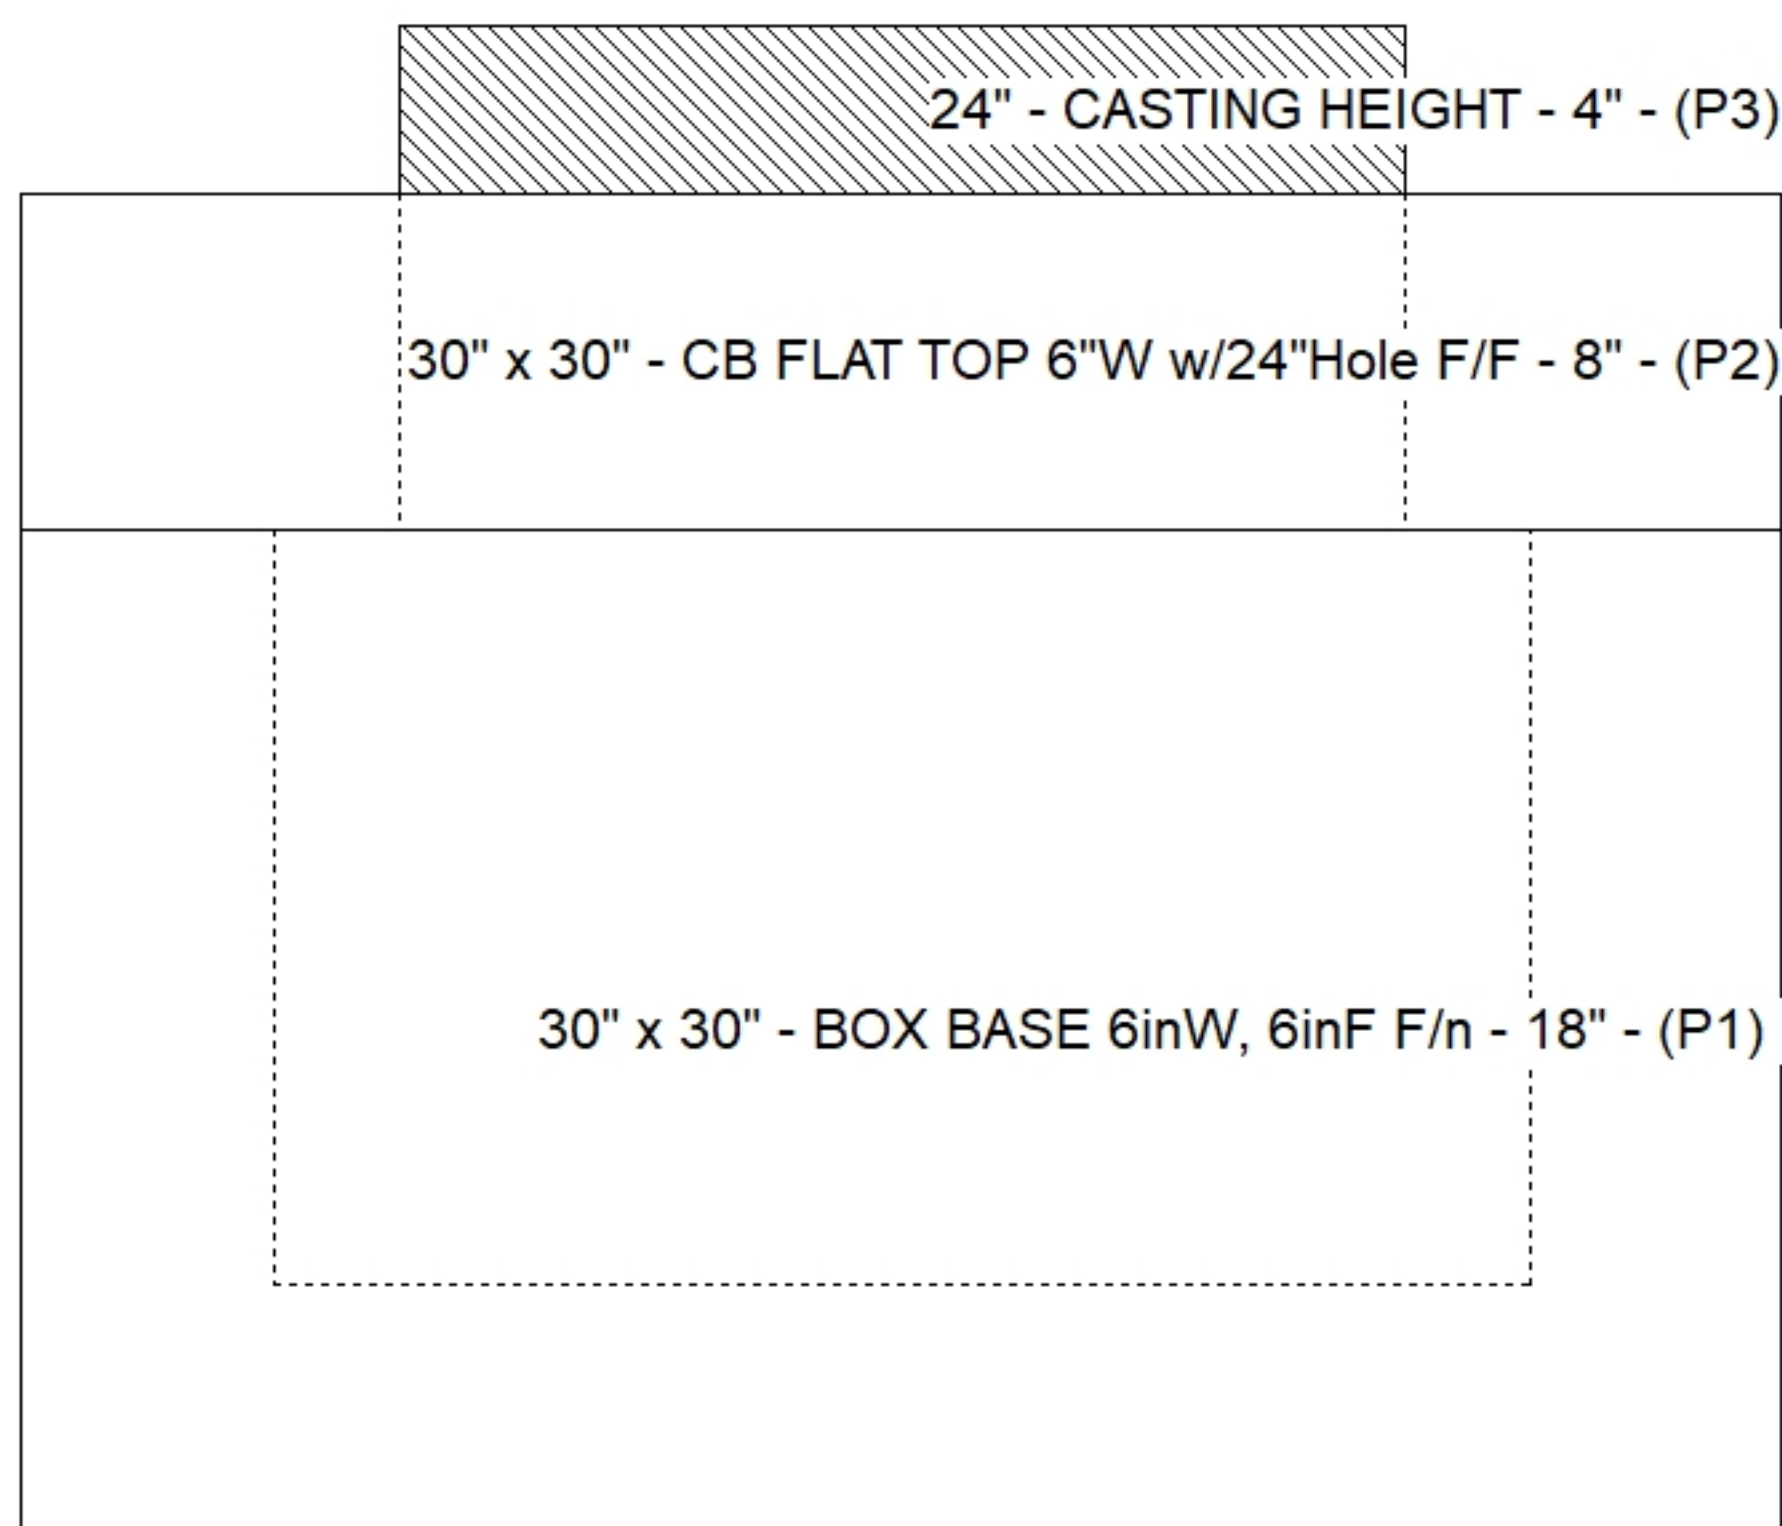 24" - CASTING HEIGHT - 4" - (P3)
30" x 30" - CB FLAT TOP 6"W w/24"Hole F/F - 8" - (P2)
30" x 30" - BOX BASE 6inW, 6inF F/n - 18" - (P1)